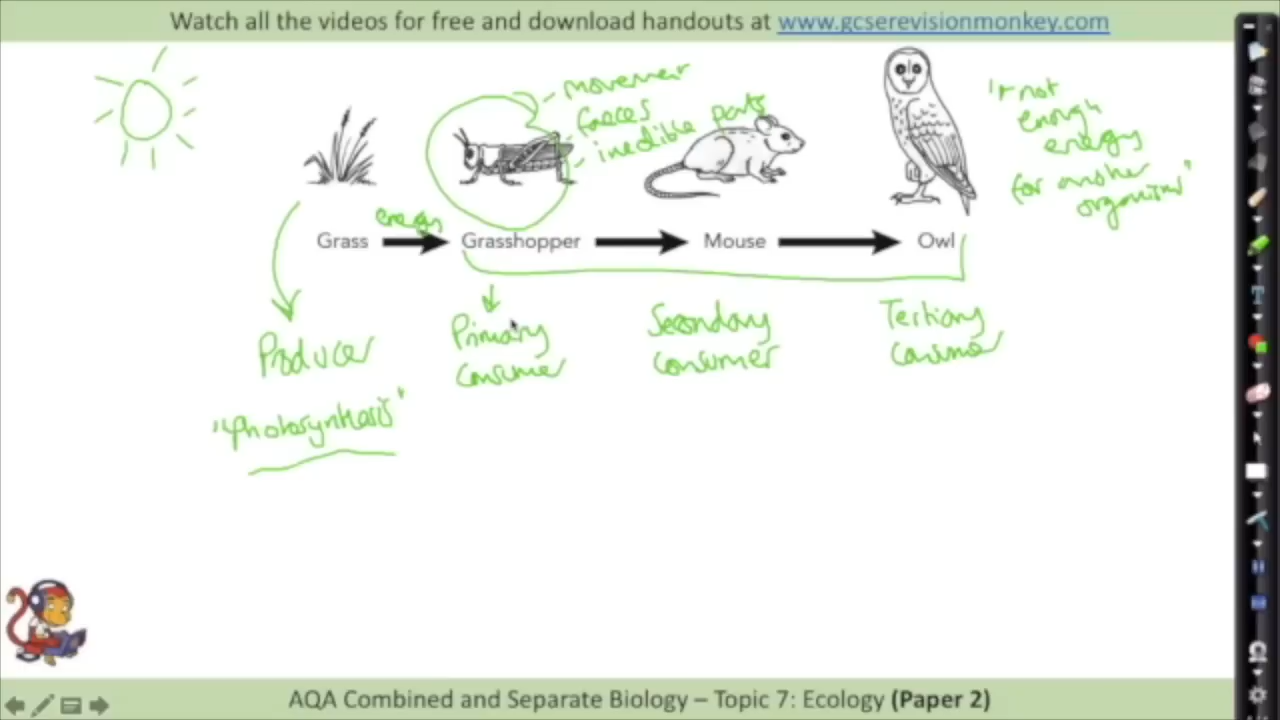 Watch all the videos for free and download handouts at www.gcserevisionmonkey.com
movement
faeces
inedible parts
"not
enough
energy
for another
organism"
energy
Grass
Grasshopper
Mouse
Owl
Producer
"Photosynthesis"
Primary
consumer
Secondary
consumer
Tertiary
consumer
AQA Combined and Separate Biology – Topic 7: Ecology (Paper 2)